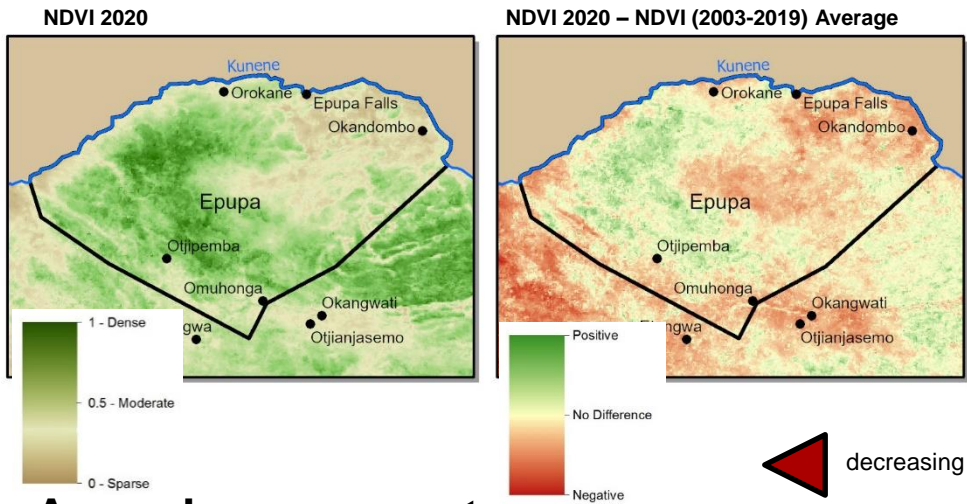 NDVI 2020
NDVI 2020 – NDVI (2003-2019) Average
Kunene
Orokane
Epupa Falls
Okandombo
Epupa
Otjipemba
Omuhonga
Okangwati
Otjianjasemo
gwa
1 - Dense
0.5 - Moderate
0 - Sparse
Kunene
Orokane
Epupa Falls
Okandombo
Epupa
Otjipemba
Omuhonga
Okangwati
Otjianjasemo
Positive
No Difference
Negative
decreasing